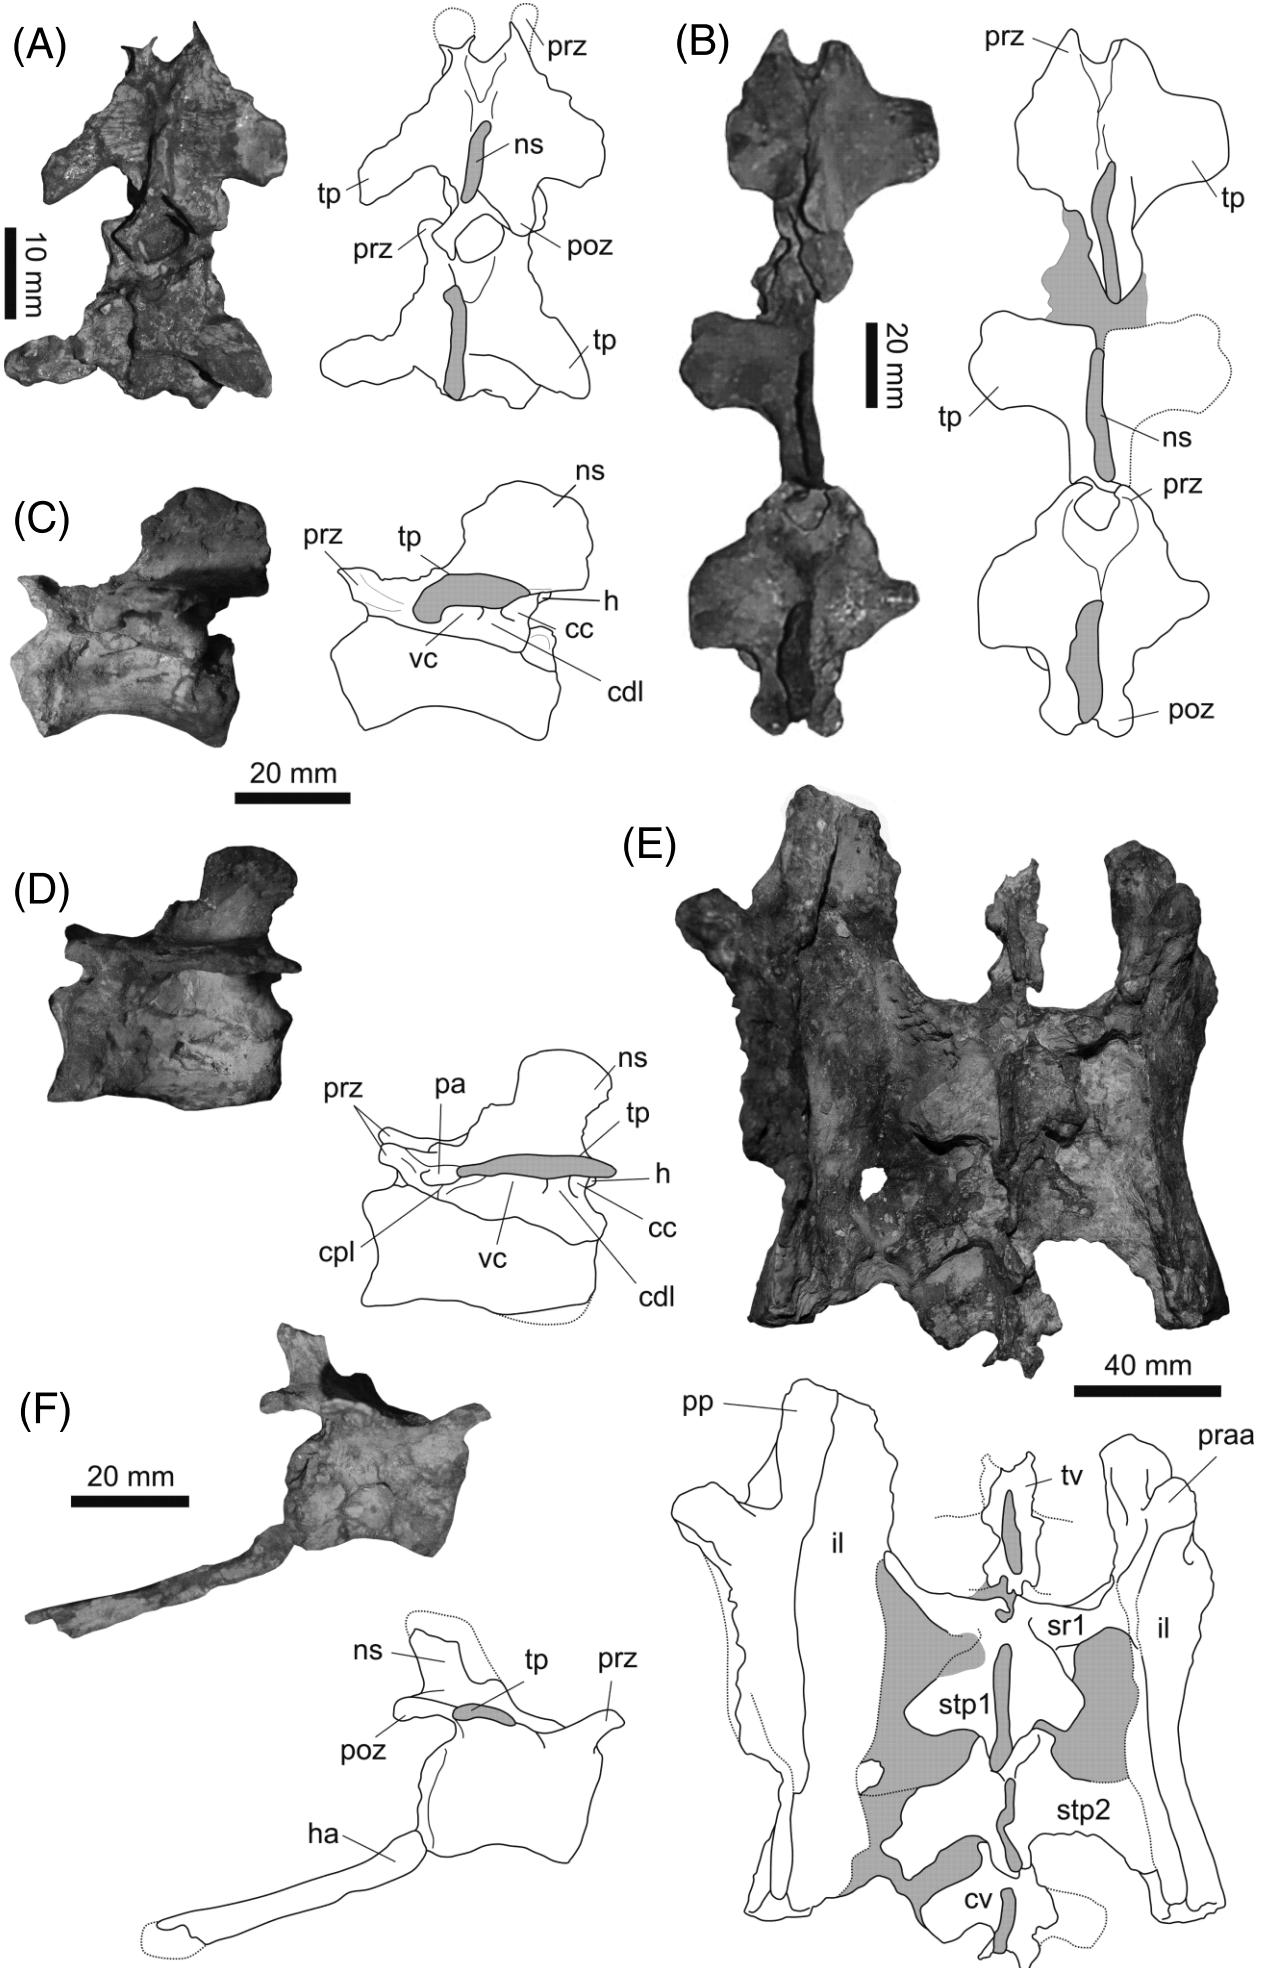 (A)
prz
ns
tp
prz
poz
tp
10 mm
(B)
prz
tp
20 mm
tp
ns
prz
poz
(C)
ns
prz
tp
h
cc
vc
cdl
20 mm
(D)
ns
prz
pa
tp
h
cc
cpl
vc
cdl
(E)
40 mm
pp
praa
tv
il
sr1
il
stp1
stp2
cv
(F)
20 mm
ns
tp
prz
poz
ha